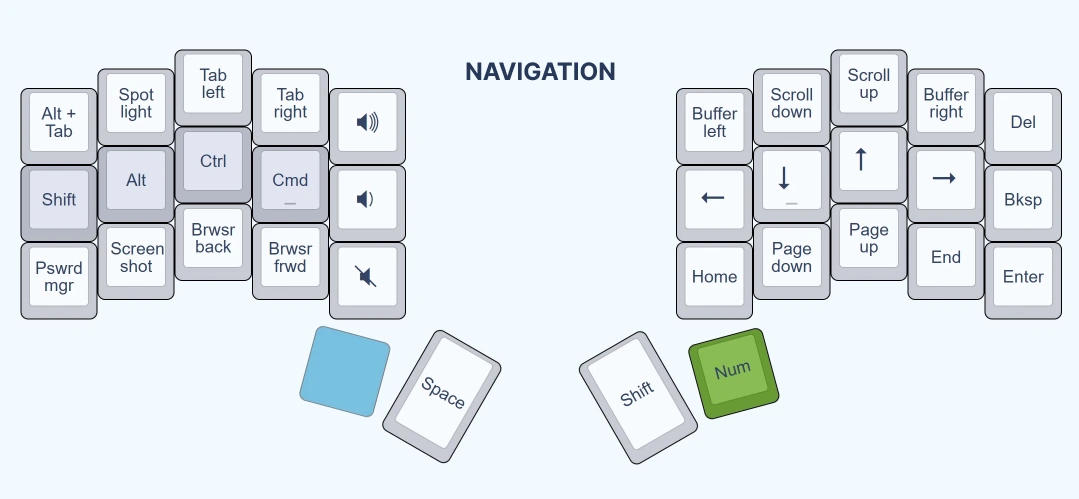 NAVIGATION
Alt +
Tab
Spot
light
Tab
left
Tab
right
Shift
Alt
Ctrl
Cmd
Pswrd
mgr
Screen
shot
Brwsr
back
Brwsr
frwd
Space
Buffer
left
Scroll
down
Scroll
up
Buffer
right
Del
←
↓
↑
→
Bksp
Home
Page
down
Page
up
End
Enter
Shift
Num